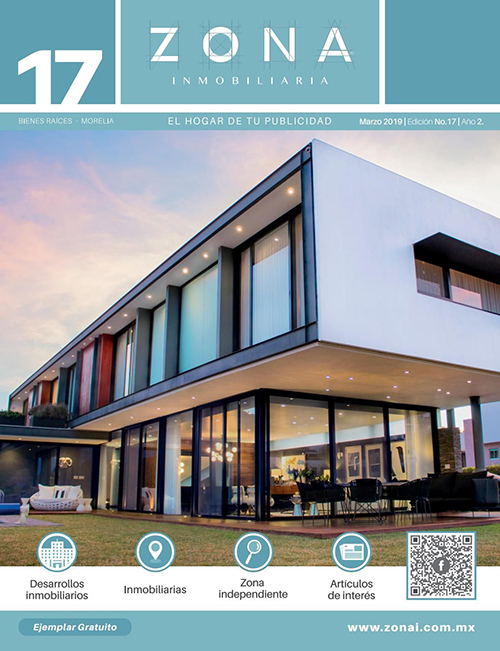 17
ZONA
INMOBILIARIA
BIENES RAÍCES - MORELIA
EL HOGAR DE TU PUBLICIDAD
Marzo 2019 | Edición No.17 | Año 2.
Desarrollos
inmobiliarios
Inmobiliarias
Zona
independiente
Artículos
de interés
f
Ejemplar Gratuito
www.zonai.com.mx